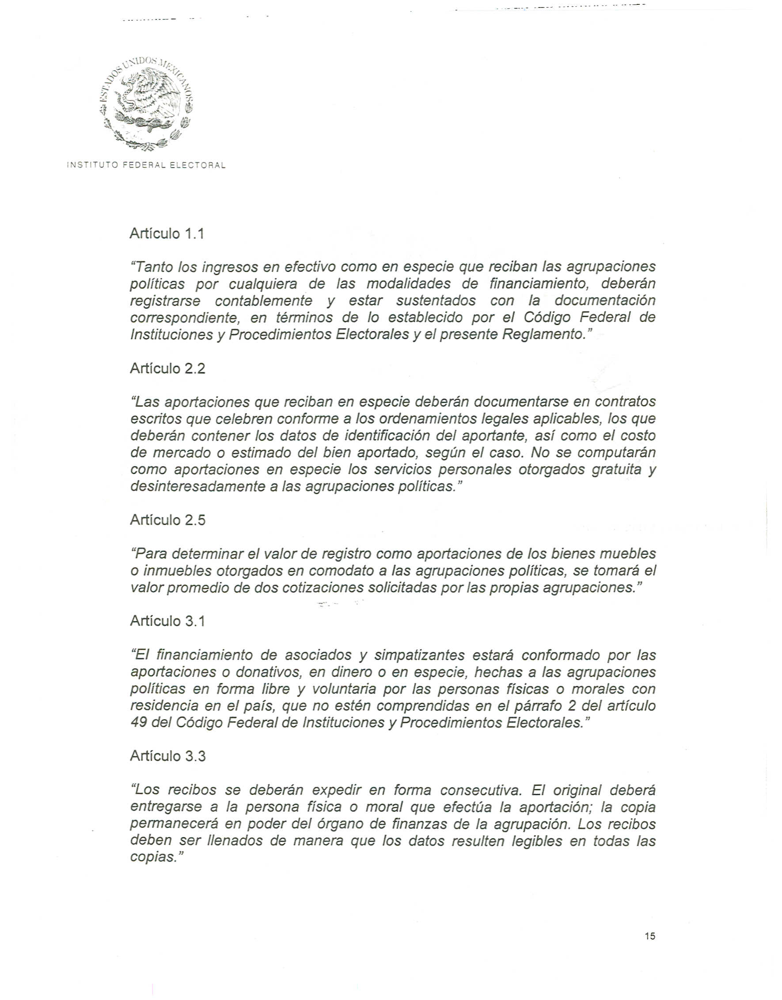 ESTADOS UNIDOS MEXICANOS
INSTITUTO FEDERAL ELECTORAL
Artículo 1.1
“Tanto los ingresos en efectivo como en especie que reciban las agrupaciones
políticas por cualquiera de las modalidades de financiamiento, deberán
registrarse contablemente y estar sustentados con la documentación
correspondiente, en términos de lo establecido por el Código Federal de
Instituciones y Procedimientos Electorales y el presente Reglamento.”
Artículo 2.2
“Las aportaciones que reciban en especie deberán documentarse en contratos
escritos que celebren conforme a los ordenamientos legales aplicables, los que
deberán contener los datos de identificación del aportante, así como el costo
de mercado o estimado del bien aportado, según el caso. No se computarán
como aportaciones en especie los servicios personales otorgados gratuita y
desinteresadamente a las agrupaciones políticas.”
Artículo 2.5
“Para determinar el valor de registro como aportaciones de los bienes muebles
o inmuebles otorgados en comodato a las agrupaciones políticas, se tomará el
valor promedio de dos cotizaciones solicitadas por las propias agrupaciones.”
Artículo 3.1
“El financiamiento de asociados y simpatizantes estará conformado por las
aportaciones o donativos, en dinero o en especie, hechas a las agrupaciones
políticas en forma libre y voluntaria por las personas físicas o morales con
residencia en el país, que no estén comprendidas en el párrafo 2 del artículo
49 del Código Federal de Instituciones y Procedimientos Electorales.”
Artículo 3.3
“Los recibos se deberán expedir en forma consecutiva. El original deberá
entregarse a la persona física o moral que efectúa la aportación; la copia
permanecerá en poder del órgano de finanzas de la agrupación. Los recibos
deben ser llenados de manera que los datos resulten legibles en todas las
copias.”
15